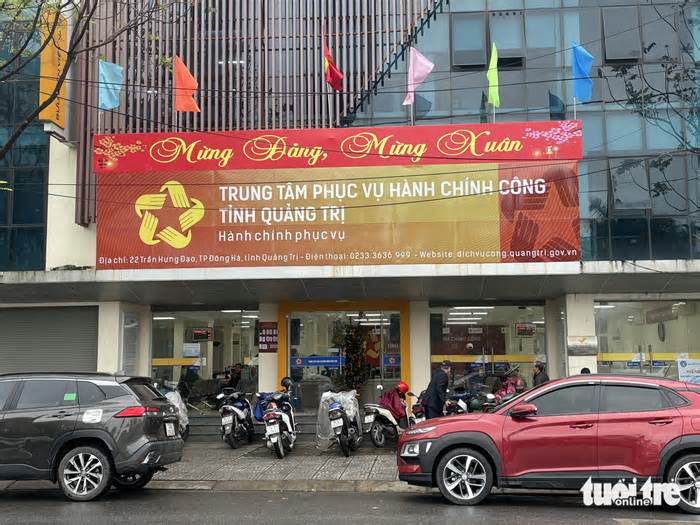 Mừng Đảng, Mừng Xuân
TRUNG TÂM PHỤC VỤ HÀNH CHÍNH CÔNG
TỈNH QUẢNG TRỊ
Hành chính phục vụ
Địa chỉ: 22 Trần Hưng Đạo, TP Đông Hà, tỉnh Quảng Trị - Điện thoại: 0233.3636.999 - Website: dichvucong.quangtri.gov.vn
tuổi trẻ
online